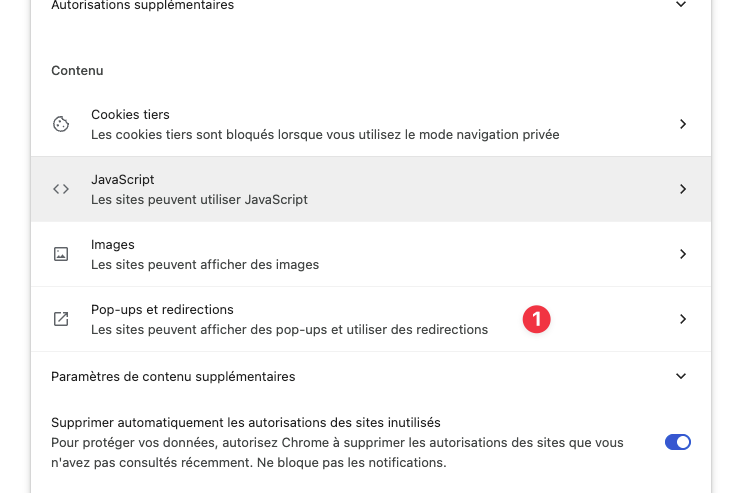 Autorisations supplémentaires
Contenu
Cookies tiers
Les cookies tiers sont bloqués lorsque vous utilisez le mode navigation privée
JavaScript
Les sites peuvent utiliser JavaScript
Images
Les sites peuvent afficher des images
Pop-ups et redirections
Les sites peuvent afficher des pop-ups et utiliser des redirections
1
Paramètres de contenu supplémentaires
Supprimer automatiquement les autorisations des sites inutilisés
Pour protéger vos données, autorisez Chrome à supprimer les autorisations des sites que vous
n'avez pas consultés récemment. Ne bloque pas les notifications.